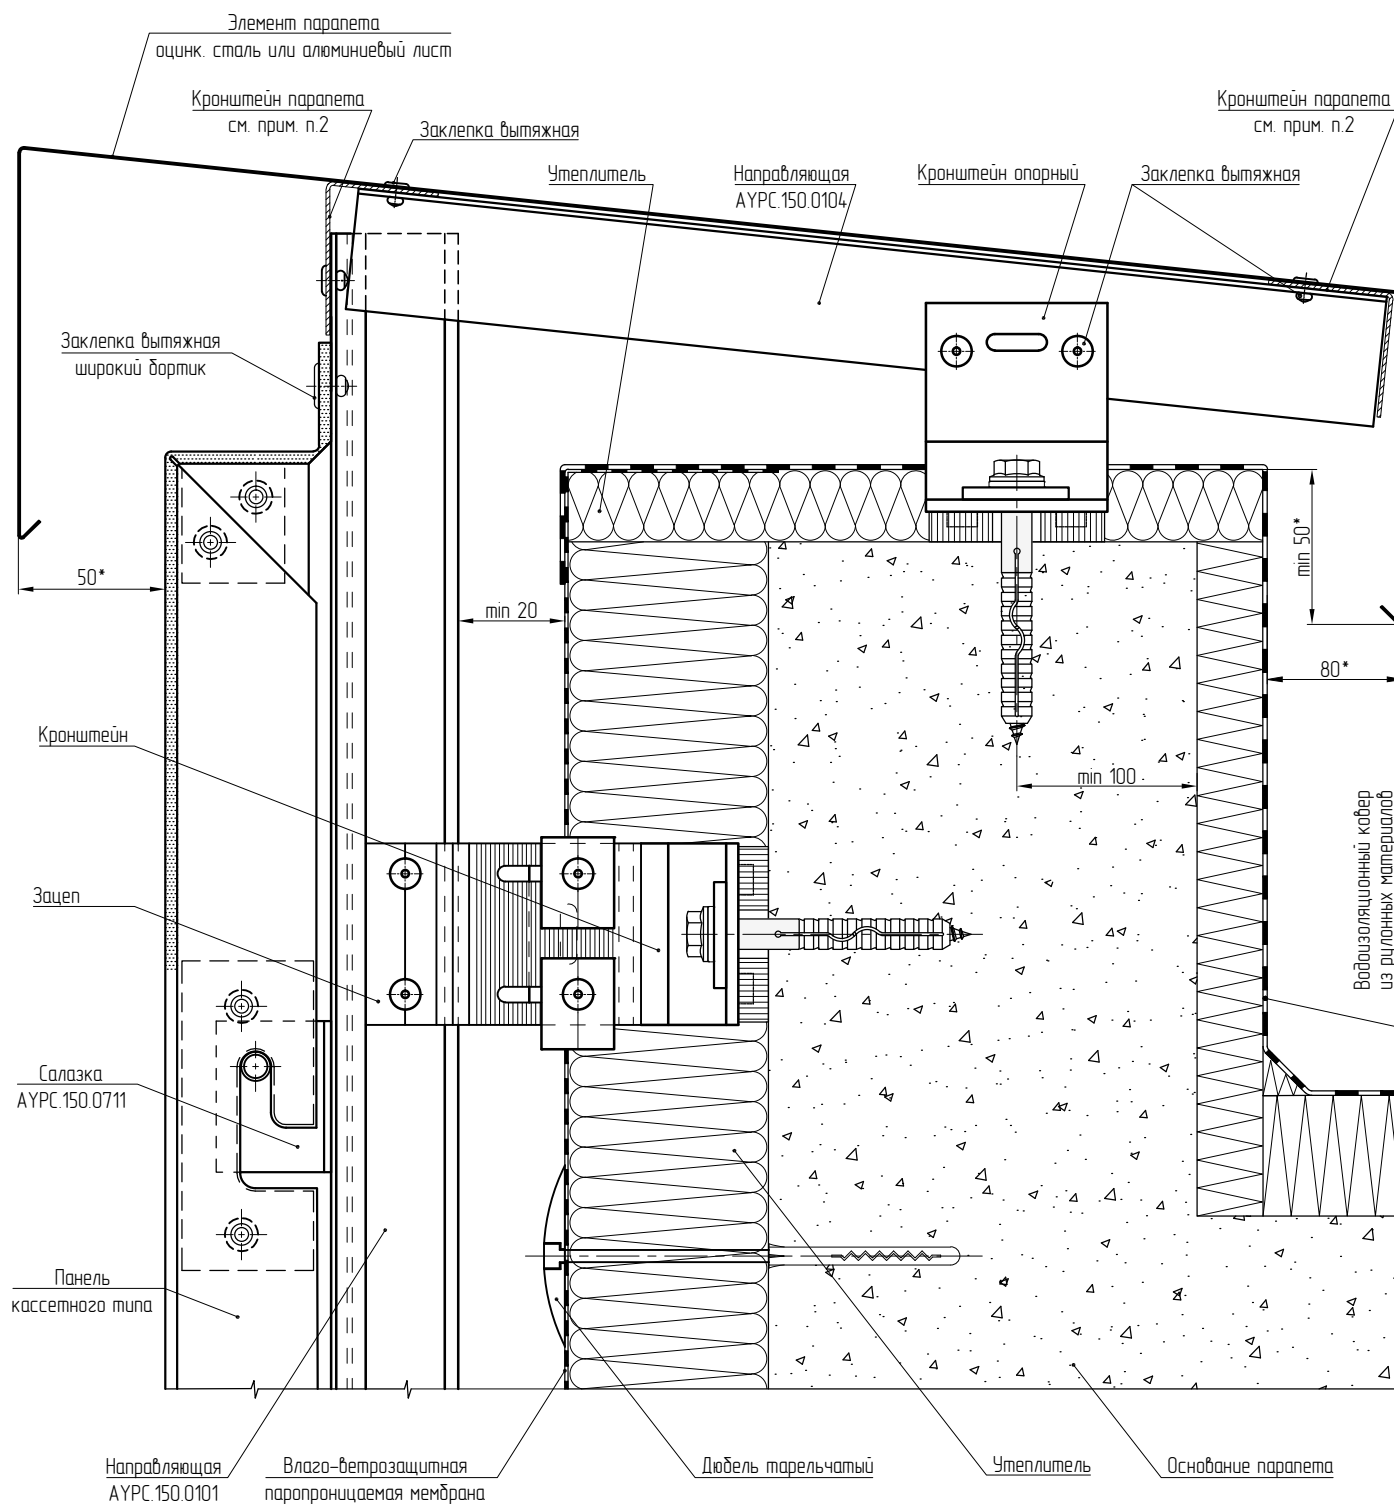 Элемент парапета
оцинк. сталь или алюминиевый лист
Кронштейн парапета
см. прим. п.2
Заклепка вытяжная
Утеплитель
Направляющая
АУРС.150.0104
Кронштейн опорный
Заклепка вытяжная
Кронштейн парапета
см. прим. п.2
Заклепка вытяжная
широкий бортик
50*
min 20
min 50*
80*
min 100
Кронштейн
Зацеп
Водоизоляционный ковер
из рулонных материалов
Салазка
АУРС.150.0711
Панель
кассетного типа
Направляющая
АУРС.150.0101
Влаго-ветрозащитная
паропроницаемая мембрана
Дюбель тарельчатый
Утеплитель
Основание парапета